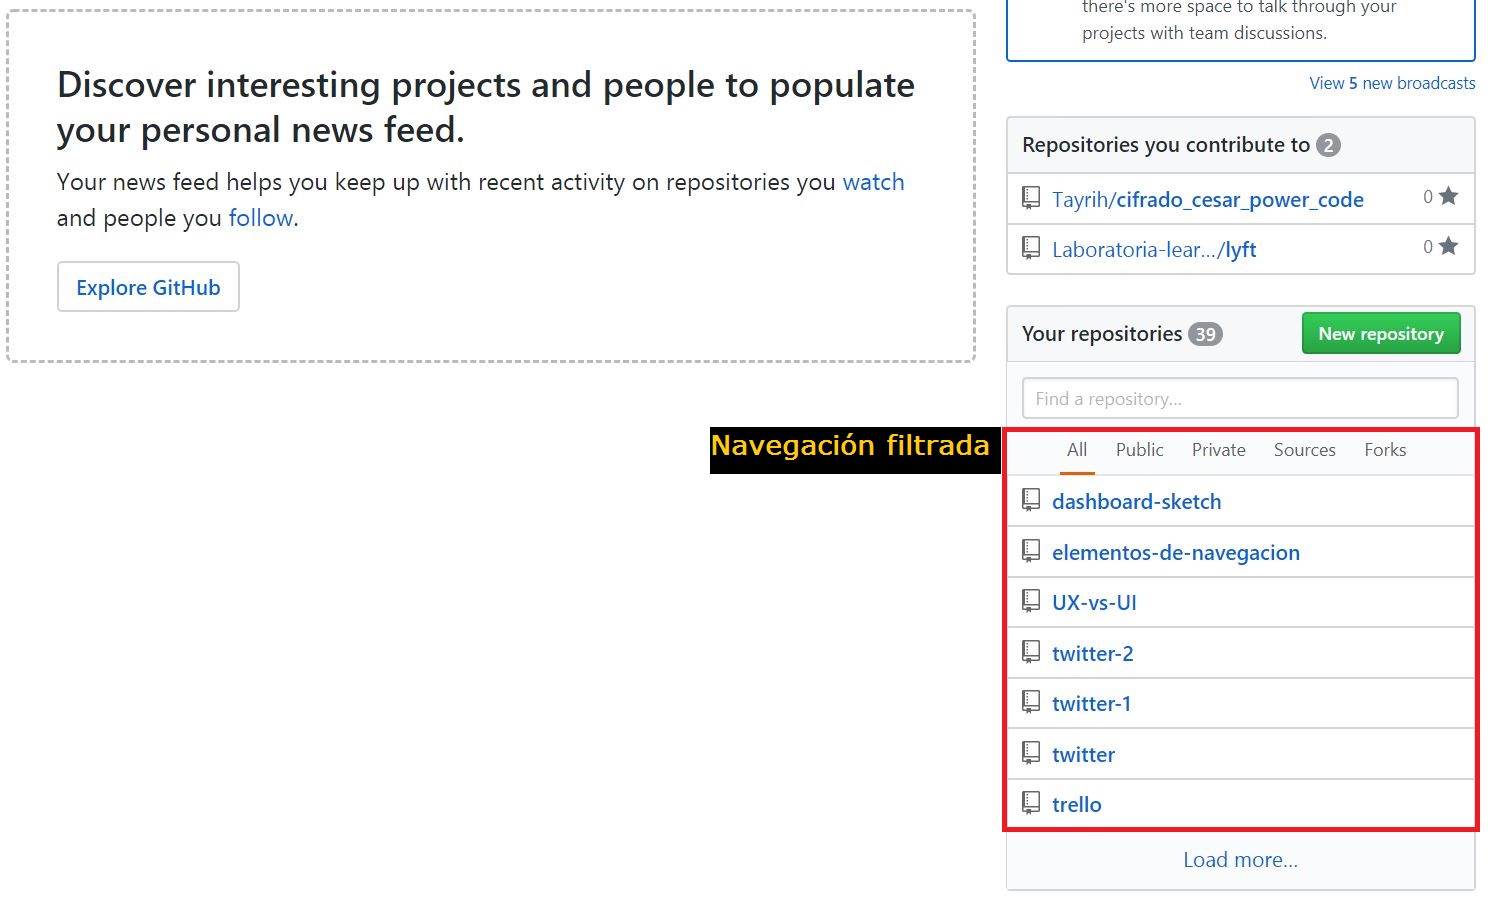 there's more space to talk through your
projects with team discussions.
View 5 new broadcasts
Discover interesting projects and people to populate
your personal news feed.
Your news feed helps you keep up with recent activity on repositories you watch
and people you follow.
Explore GitHub
Repositories you contribute to 2
Tayrih/cifrado_cesar_power_code 0
Laboratoria-lear.../lyft 0
Your repositories 39 New repository
Find a repository...
Navegación filtrada
All Public Private Sources Forks
dashboard-sketch
elementos-de-navegacion
UX-vs-UI
twitter-2
twitter-1
twitter
trello
Load more...